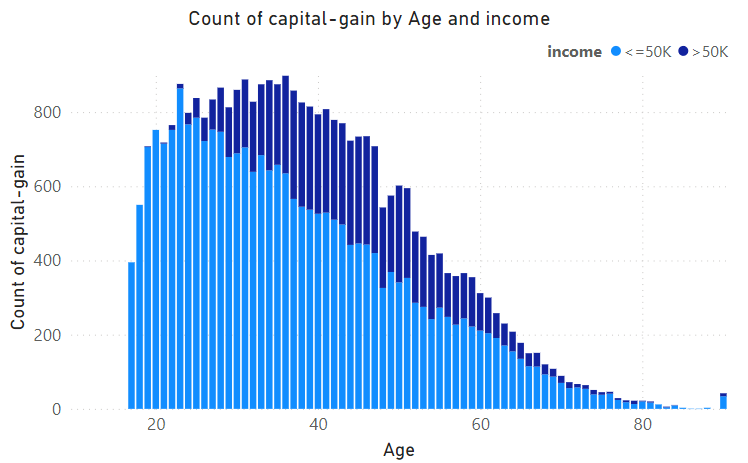 Count of capital-gain by Age and income
income <=50K >50K
Count of capital-gain
800
600
400
200
0
20 40 60 80
Age